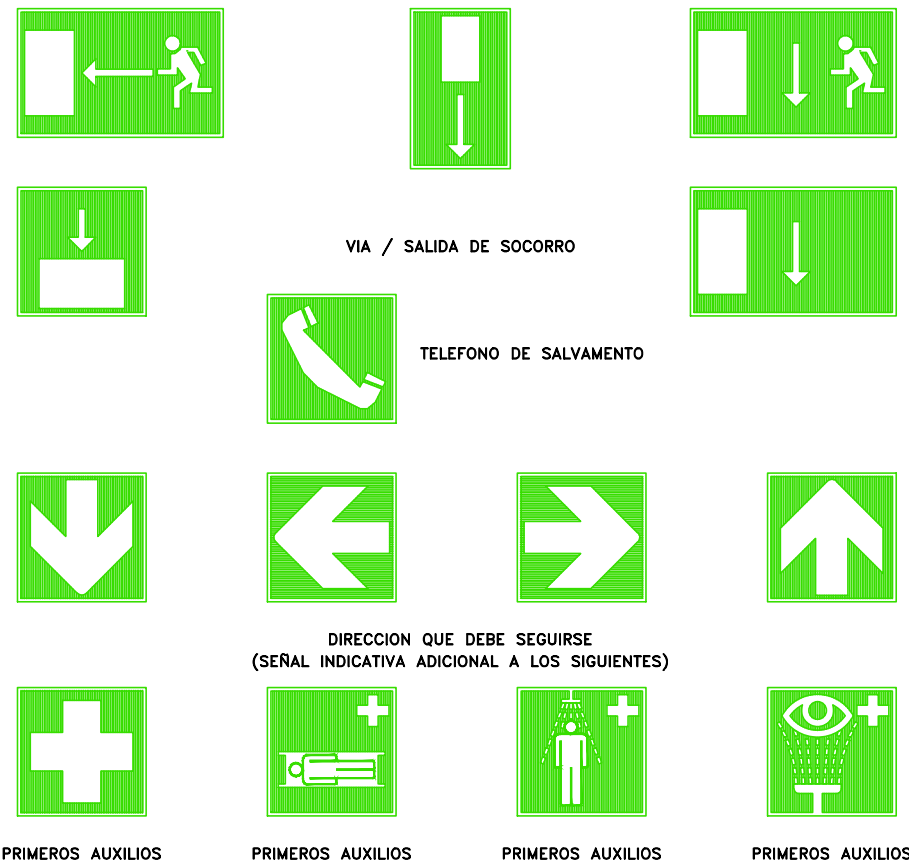 VIA / SALIDA DE SOCORRO
TELEFONO DE SALVAMENTO
DIRECCION QUE DEBE SEGUIRSE
(SEÑAL INDICATIVA ADICIONAL A LOS SIGUIENTES)
PRIMEROS AUXILIOS PRIMEROS AUXILIOS PRIMEROS AUXILIOS PRIMEROS AUXILIOS